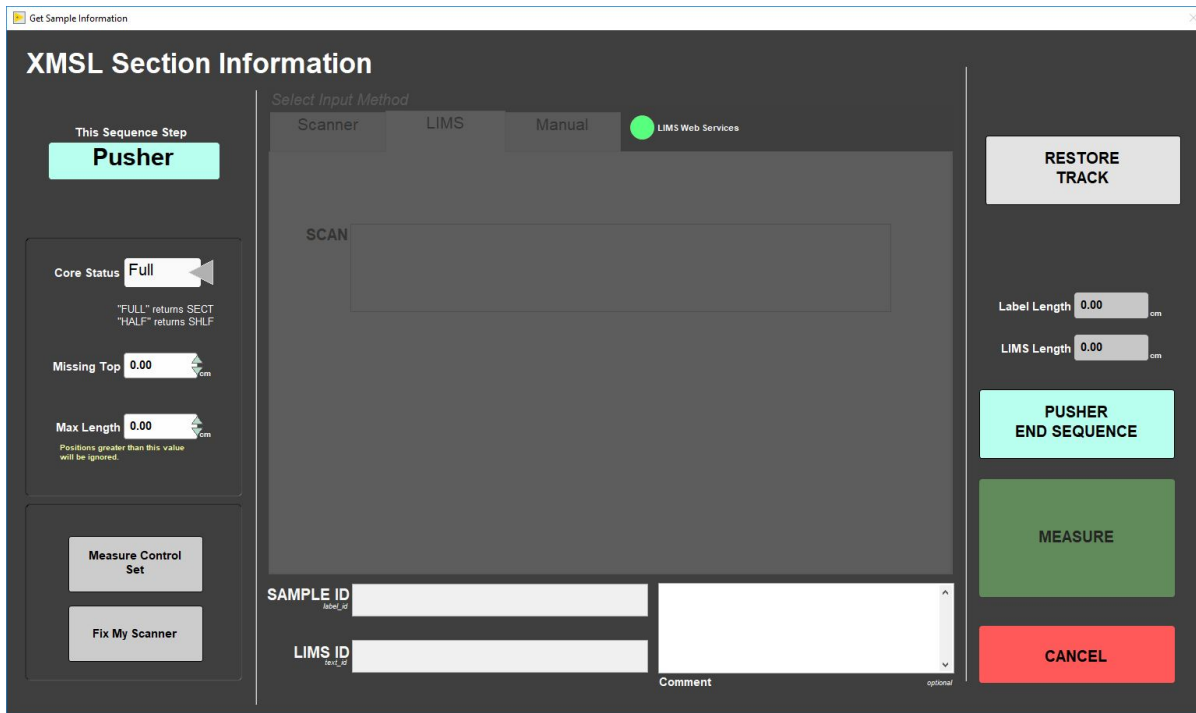 Get Sample Information
XMSL Section Information
This Sequence Step
Pusher
Core Status Full
"FULL" returns SECT
"HALF" returns SHLF
Missing Top 0.00 cm
Max Length 0.00 cm
Positions greater than this value
will be ignored.
Measure Control
Set
Fix My Scanner
Select Input Method
Scanner LIMS Manual LIMS Web Services
SCAN
SAMPLE ID
label_id
LIMS ID
text_id
Comment optional
RESTORE
TRACK
Label Length 0.00 cm
LIMS Length 0.00 cm
PUSHER
END SEQUENCE
MEASURE
CANCEL